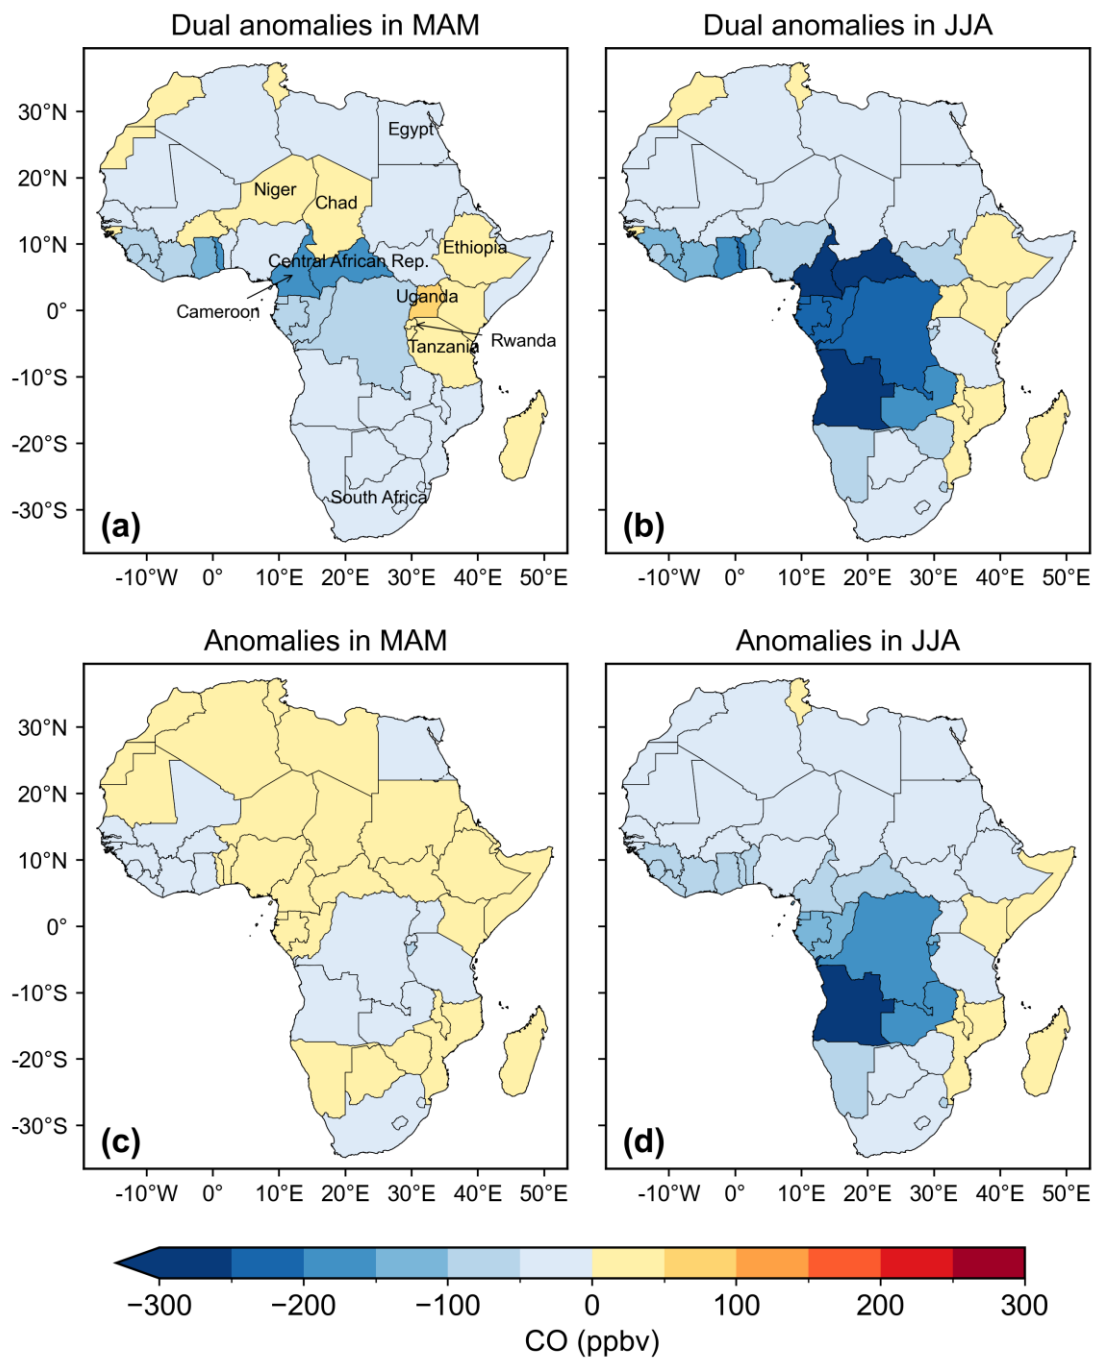 Dual anomalies in MAM
Dual anomalies in JJA
30°N
20°N
10°N
0°
-10°S
-20°S
-30°S
Egypt
Niger
Chad
Ethiopia
Central African Rep.
Uganda
Cameroon
Rwanda
Tanzania
South Africa
(a)
(b)
-10°W 0° 10°E 20°E 30°E 40°E 50°E
-10°W 0° 10°E 20°E 30°E 40°E 50°E
Anomalies in MAM
Anomalies in JJA
30°N
20°N
10°N
0°
-10°S
-20°S
-30°S
(c)
(d)
-10°W 0° 10°E 20°E 30°E 40°E 50°E
-10°W 0° 10°E 20°E 30°E 40°E 50°E
−300 −200 −100 0 100 200 300
CO (ppbv)